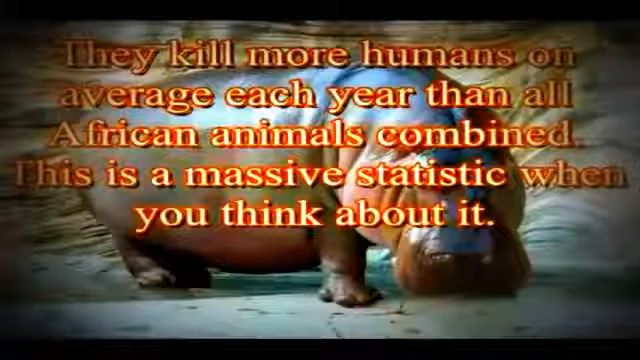 They kill more humans on
average each year than all
African animals combined.
This is a massive statistic when
you think about it.